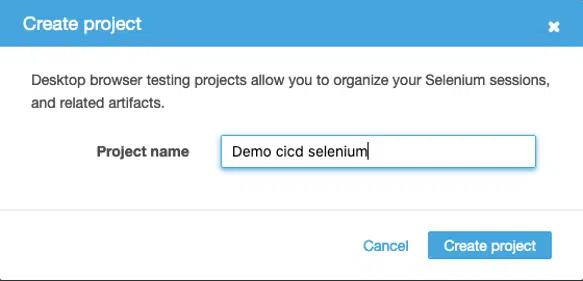 Create project
Desktop browser testing projects allow you to organize your Selenium sessions,
and related artifacts.
Project name
Demo cicd selenium
Cancel
Create project